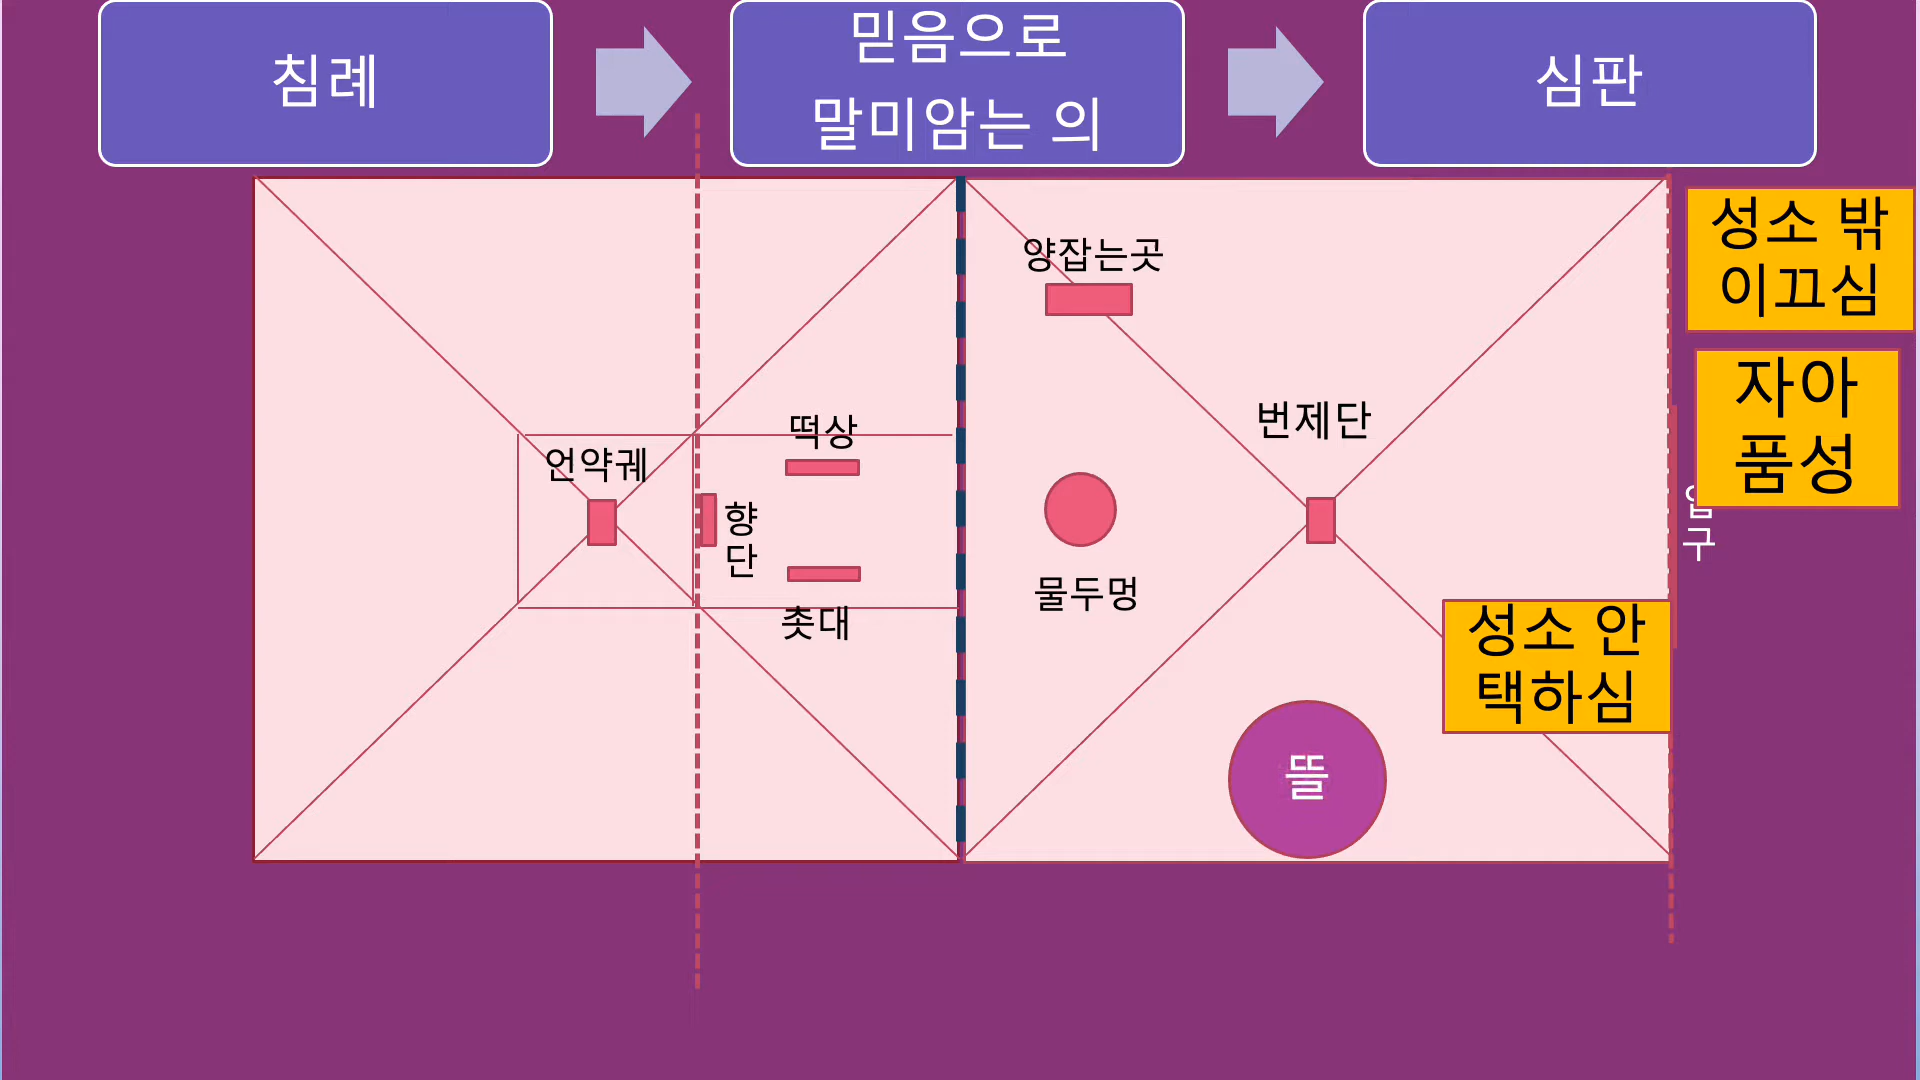 침례
믿음으로
말미암는 의
심판
성소 밖
이끄심
양잡는곳
자아
품성
번제단
떡상
언약궤
향
단
구
물두멍
촛대
성소 안
택하심
뜰